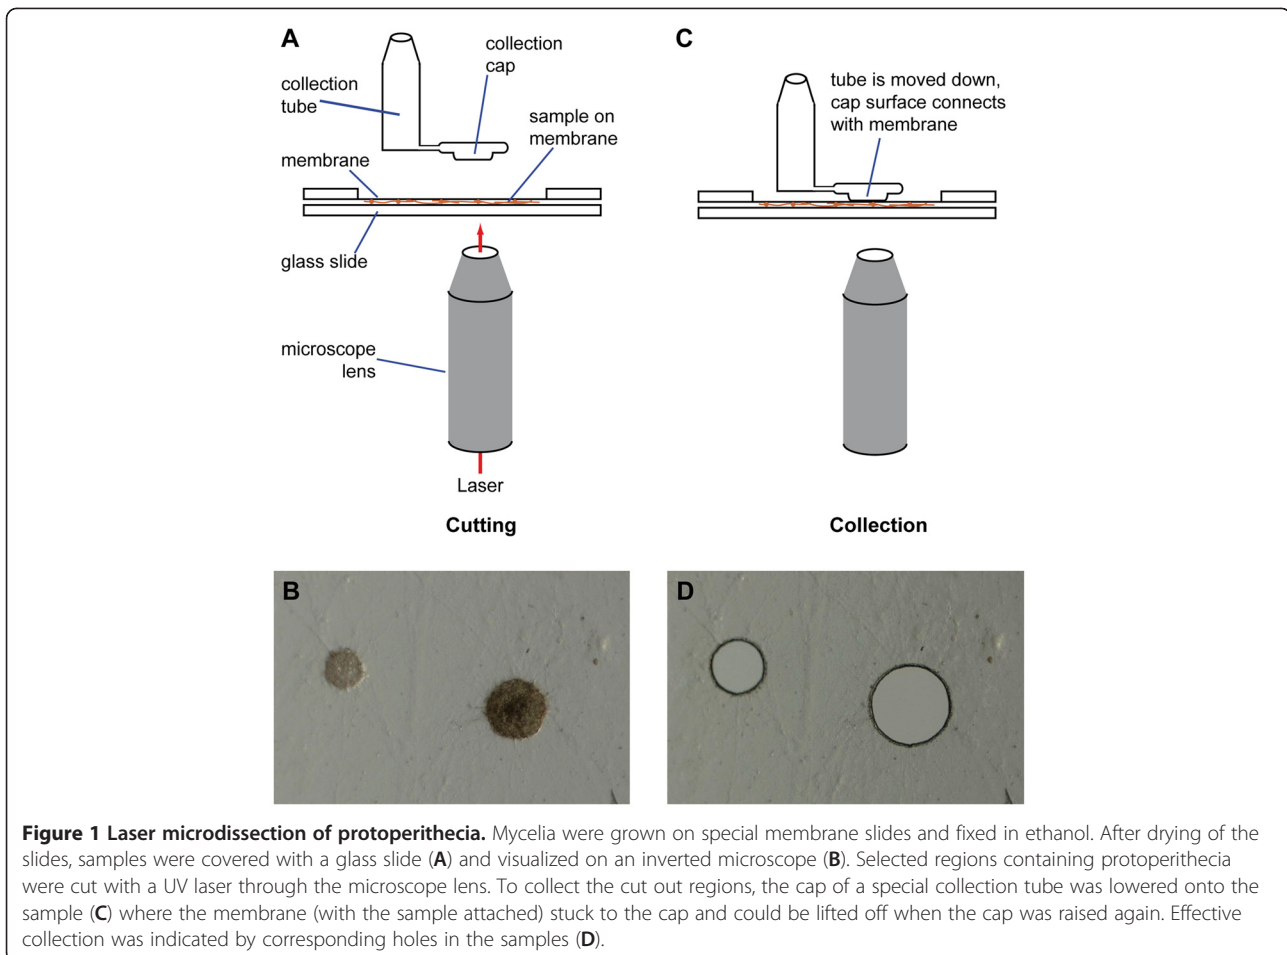 A
collection
cap
collection
tube
sample on
membrane
membrane
glass slide
microscope
lens
Laser
Cutting
C
tube is moved down,
cap surface connects
with membrane
Collection
B
D
Figure 1 Laser microdissection of protoperithecia. Mycelia were grown on special membrane slides and fixed in ethanol. After drying of the
slides, samples were covered with a glass slide (A) and visualized on an inverted microscope (B). Selected regions containing protoperithecia
were cut with a UV laser through the microscope lens. To collect the cut out regions, the cap of a special collection tube was lowered onto the
sample (C) where the membrane (with the sample attached) stuck to the cap and could be lifted off when the cap was raised again. Effective
collection was indicated by corresponding holes in the samples (D).